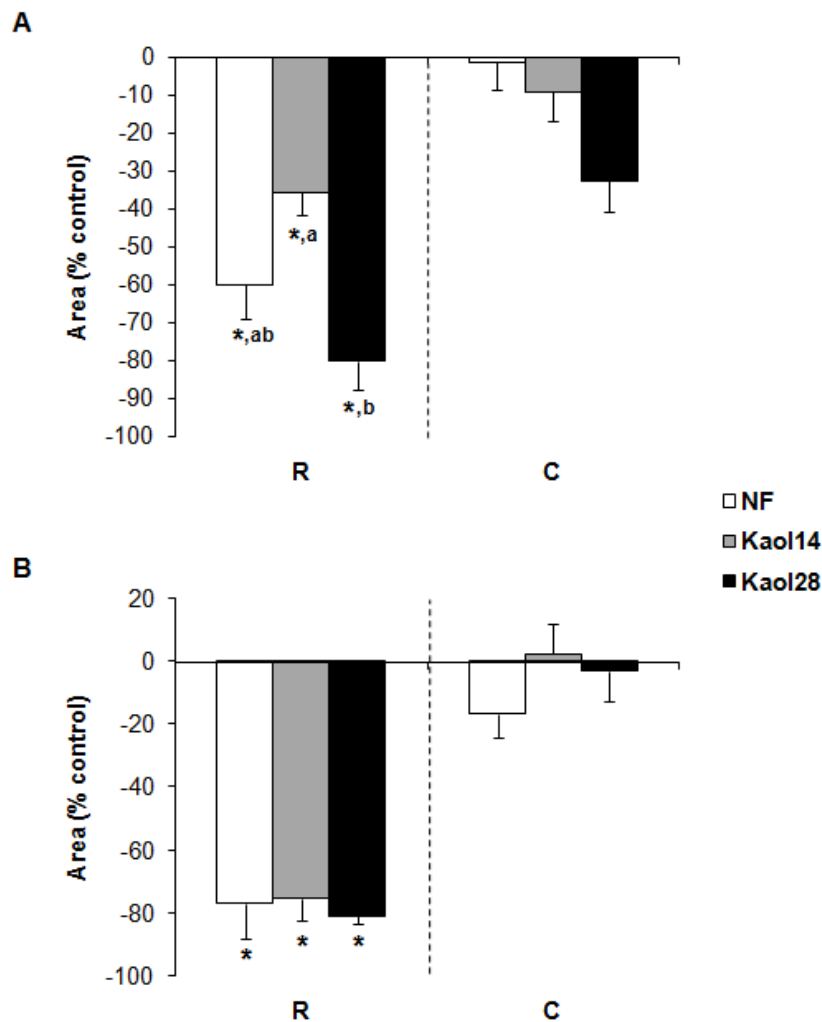 A
0
-10
-20
-30
-40
-50
-60
-70
-80
-90
-100
Area (% control)
*,ab
*,a
*,b
R
C
NF
Kaol14
Kaol28
B
20
0
-20
-40
-60
-80
-100
Area (% control)
* * *
R
C